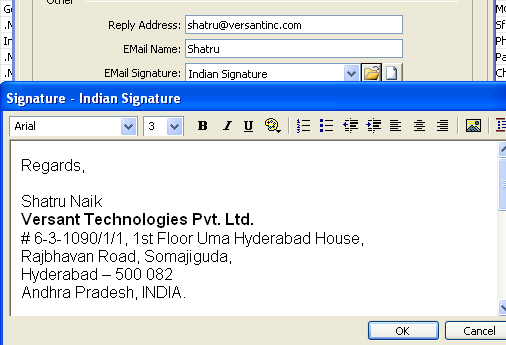 Other
Reply Address: shatru@versantinc.com
EMail Name: Shatru
EMail Signature: Indian Signature
Signature - Indian Signature
Arial 3 B I U
Regards,
Shatru Naik
Versant Technologies Pvt. Ltd.
# 6-3-1090/1/1, 1st Floor Uma Hyderabad House,
Rajbhavan Road, Somajiguda,
Hyderabad – 500 082
Andhra Pradesh, INDIA.
OK Cancel